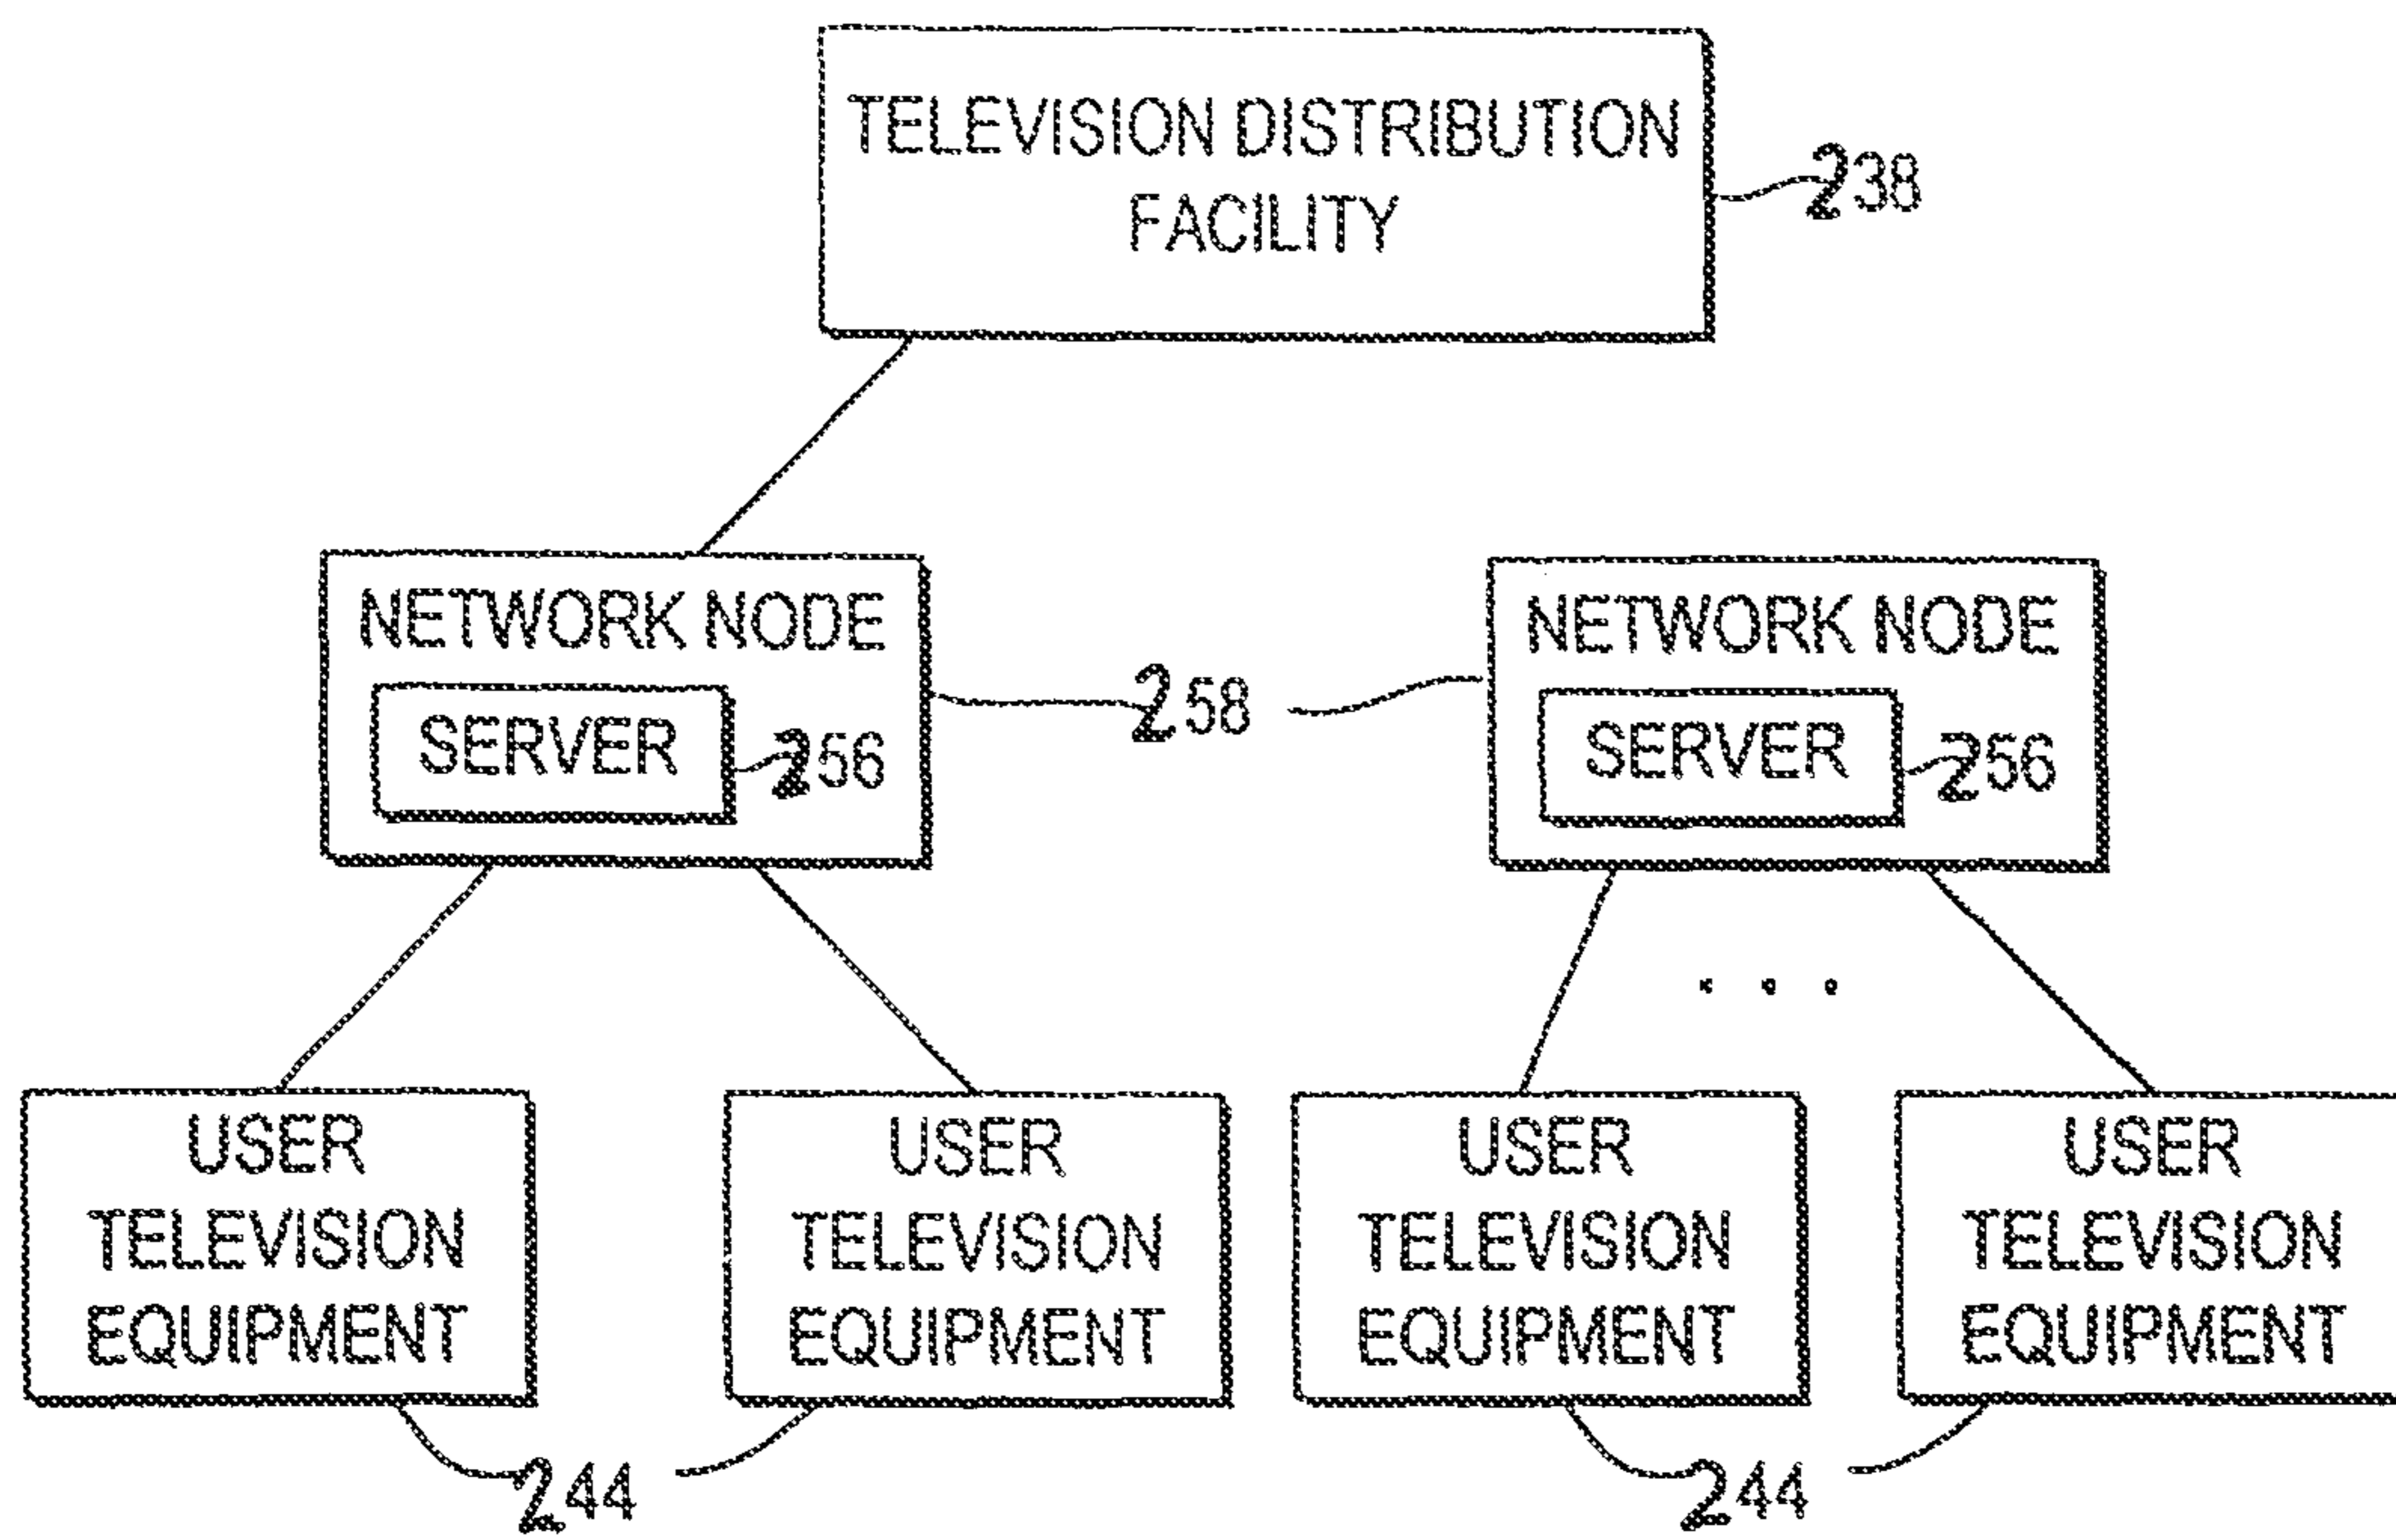 TELEVISION DISTRIBUTION
FACILITY
238
NETWORK NODE
SERVER
256
258
NETWORK NODE
SERVER
256
. . .
USER
TELEVISION
EQUIPMENT
USER
TELEVISION
EQUIPMENT
USER
TELEVISION
EQUIPMENT
USER
TELEVISION
EQUIPMENT
244
244